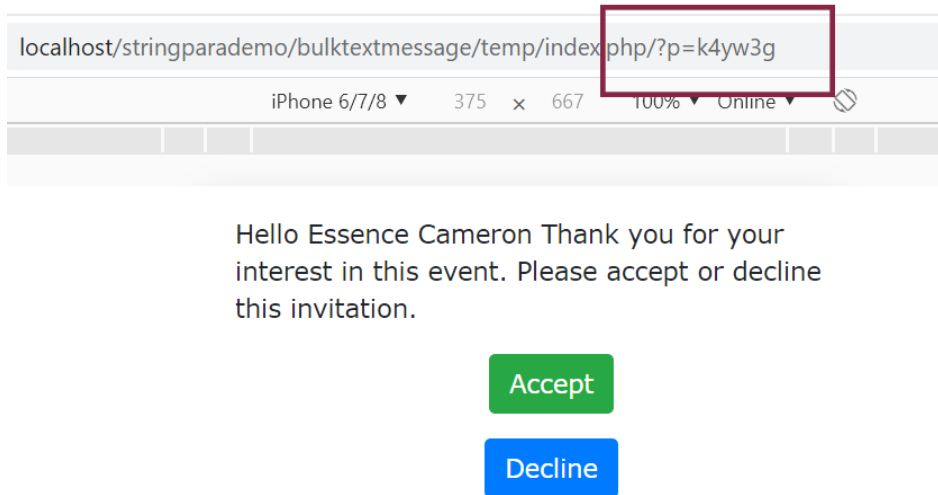 localhost/stringparademo/bulktextmessage/temp/index.php/?p=k4yw3g
iPhone 6/7/8 ▼ 375 × 667 100% ▼ Online ▼
Hello Essence Cameron Thank you for your
interest in this event. Please accept or decline
this invitation.
Accept
Decline